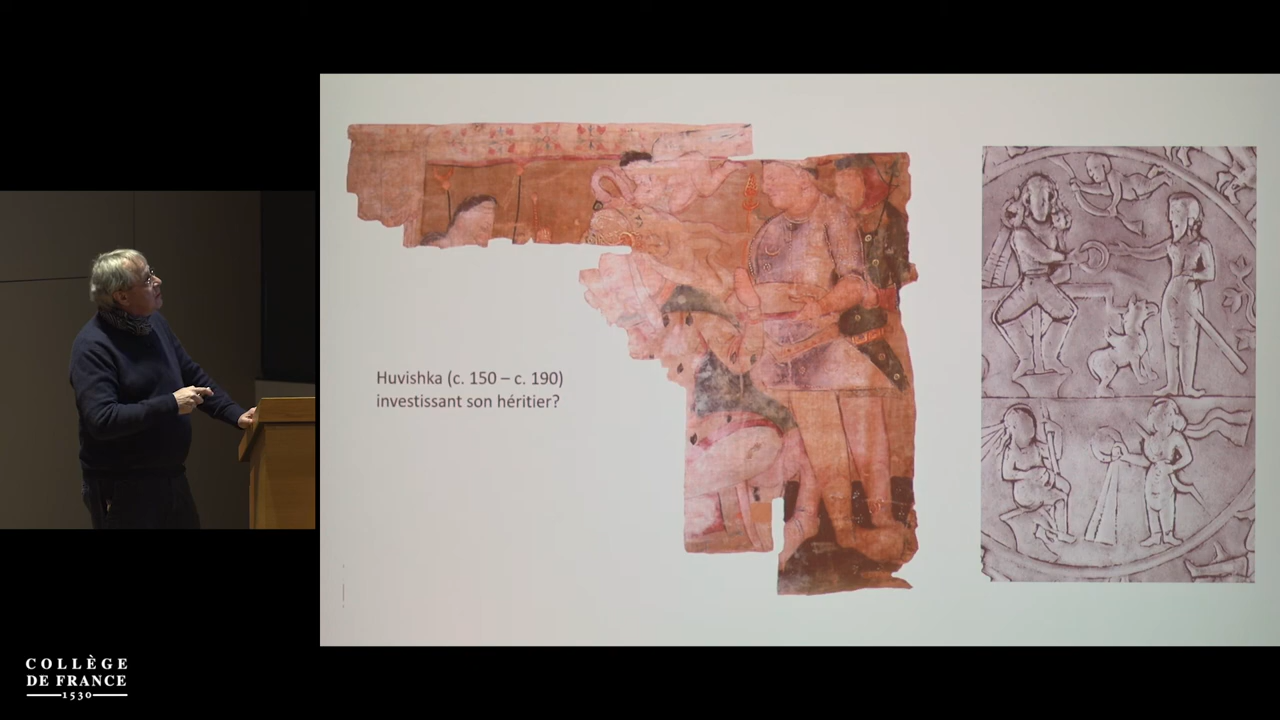 Huvishka (c. 150 – c. 190)
investissant son héritier?
COLLÈGE
DE FRANCE
1530